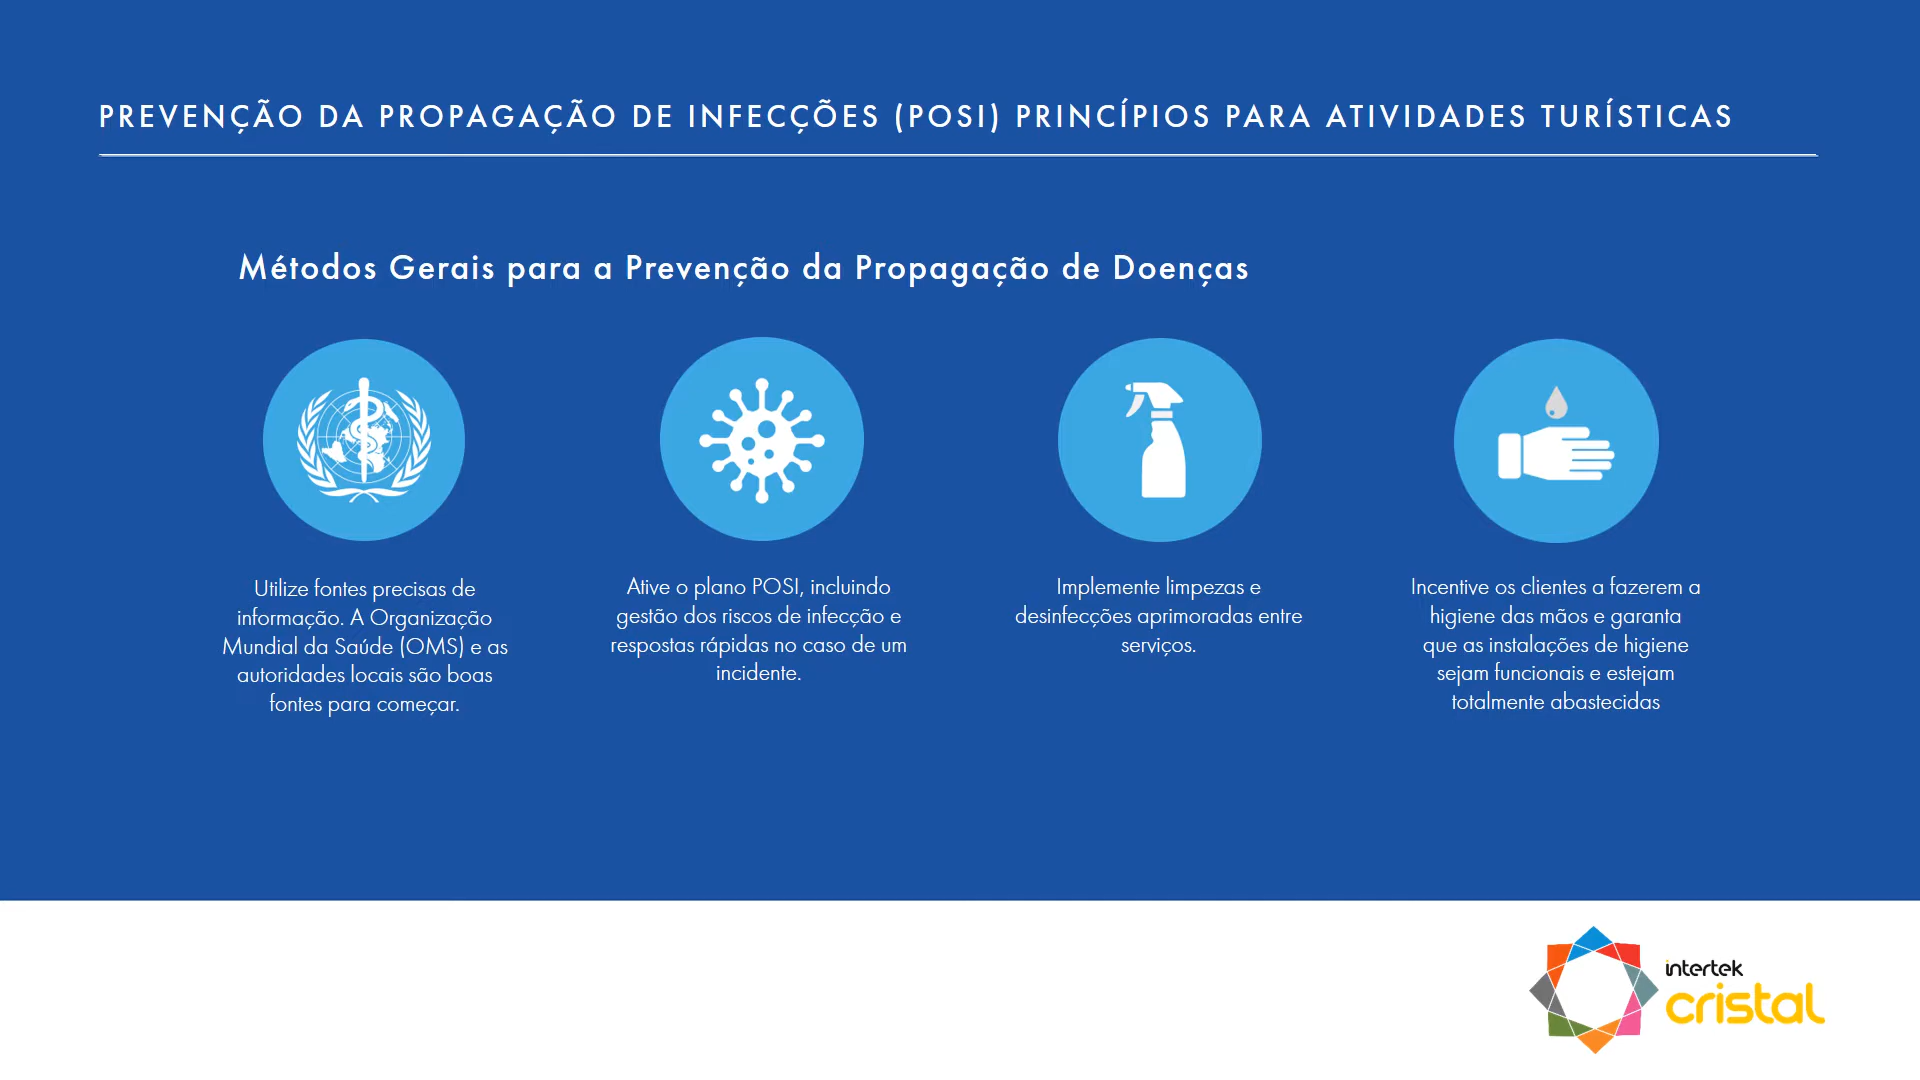 PREVENÇÃO DA PROPAGAÇÃO DE INFECÇÕES (POSI) PRINCÍPIOS PARA ATIVIDADES TURÍSTICAS
Métodos Gerais para a Prevenção da Propagação de Doenças
Utilize fontes precisas de
informação. A Organização
Mundial da Saúde (OMS) e as
autoridades locais são boas
fontes para começar.
Ative o plano POSI, incluindo
gestão dos riscos de infecção e
respostas rápidas no caso de um
incidente.
Implemente limpezas e
desinfecções aprimoradas entre
serviços.
Incentive os clientes a fazerem a
higiene das mãos e garanta
que as instalações de higiene
sejam funcionais e estejam
totalmente abastecidas
intertek
cristal